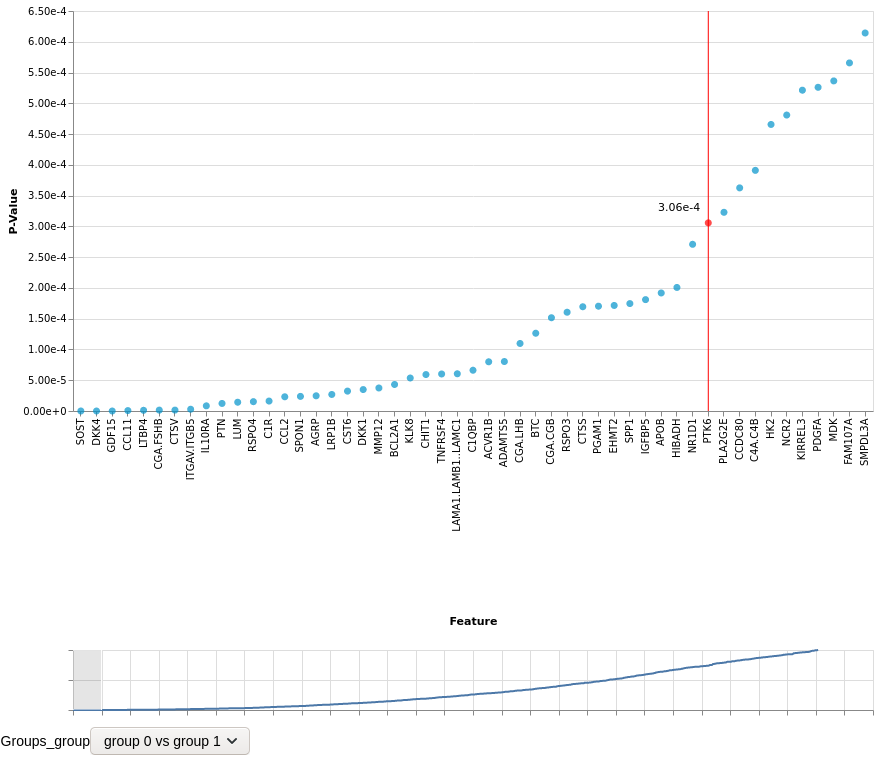 6.50e-4
6.00e-4
5.50e-4
5.00e-4
4.50e-4
4.00e-4
3.50e-4
3.00e-4
2.50e-4
2.00e-4
1.50e-4
1.00e-4
5.00e-5
0.00e+0
P-Value
3.06e-4
SOST
DKK4
GDF15
CCL11
LTBP4
CGA.FSHB
CTSV
ITGAV.ITGB5
IL10RA
PTN
LUM
RSPO4
C1R
CCL2
SPON1
AGRP
LRP1B
CST6
DKK1
MMP12
BCL2A1
KLK8
CHIT1
TNFRSF4
LAMA1.LAMB1..LAMC1
C1QBP
ACVR1B
ADAMTS5
CGA.LHB
BTC
CGA.CGB
RSPO3
CTSS
PGAM1
EHMT2
SPP1
IGFBP5
APOB
HIBADH
NR1D1
PTK6
PLA2G2E
CCDC80
C4A.C4B
HK2
NCR2
KIRREL3
PDGFA
MDK
FAM107A
SMPDL3A
Feature
Groups_group group 0 vs group 1